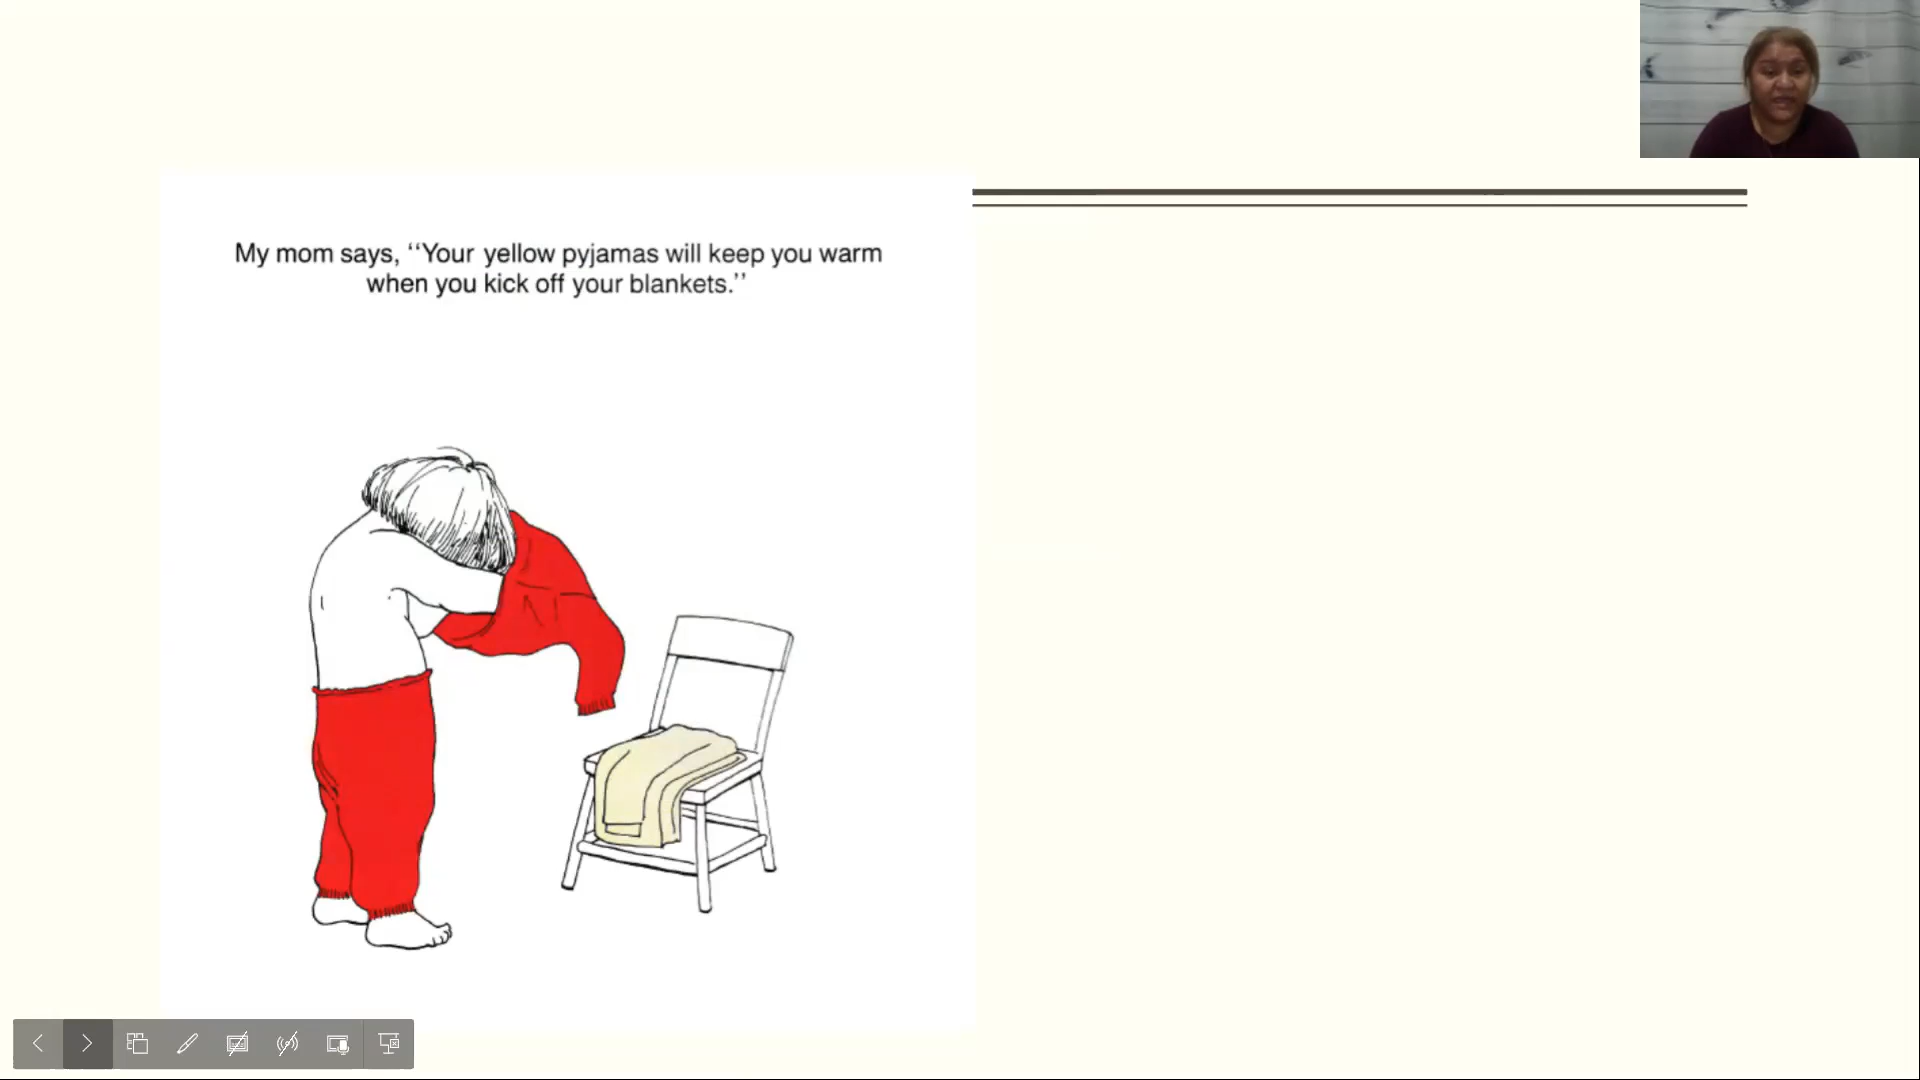 My mom says, ‘‘Your yellow pyjamas will keep you warm
when you kick off your blankets.’’